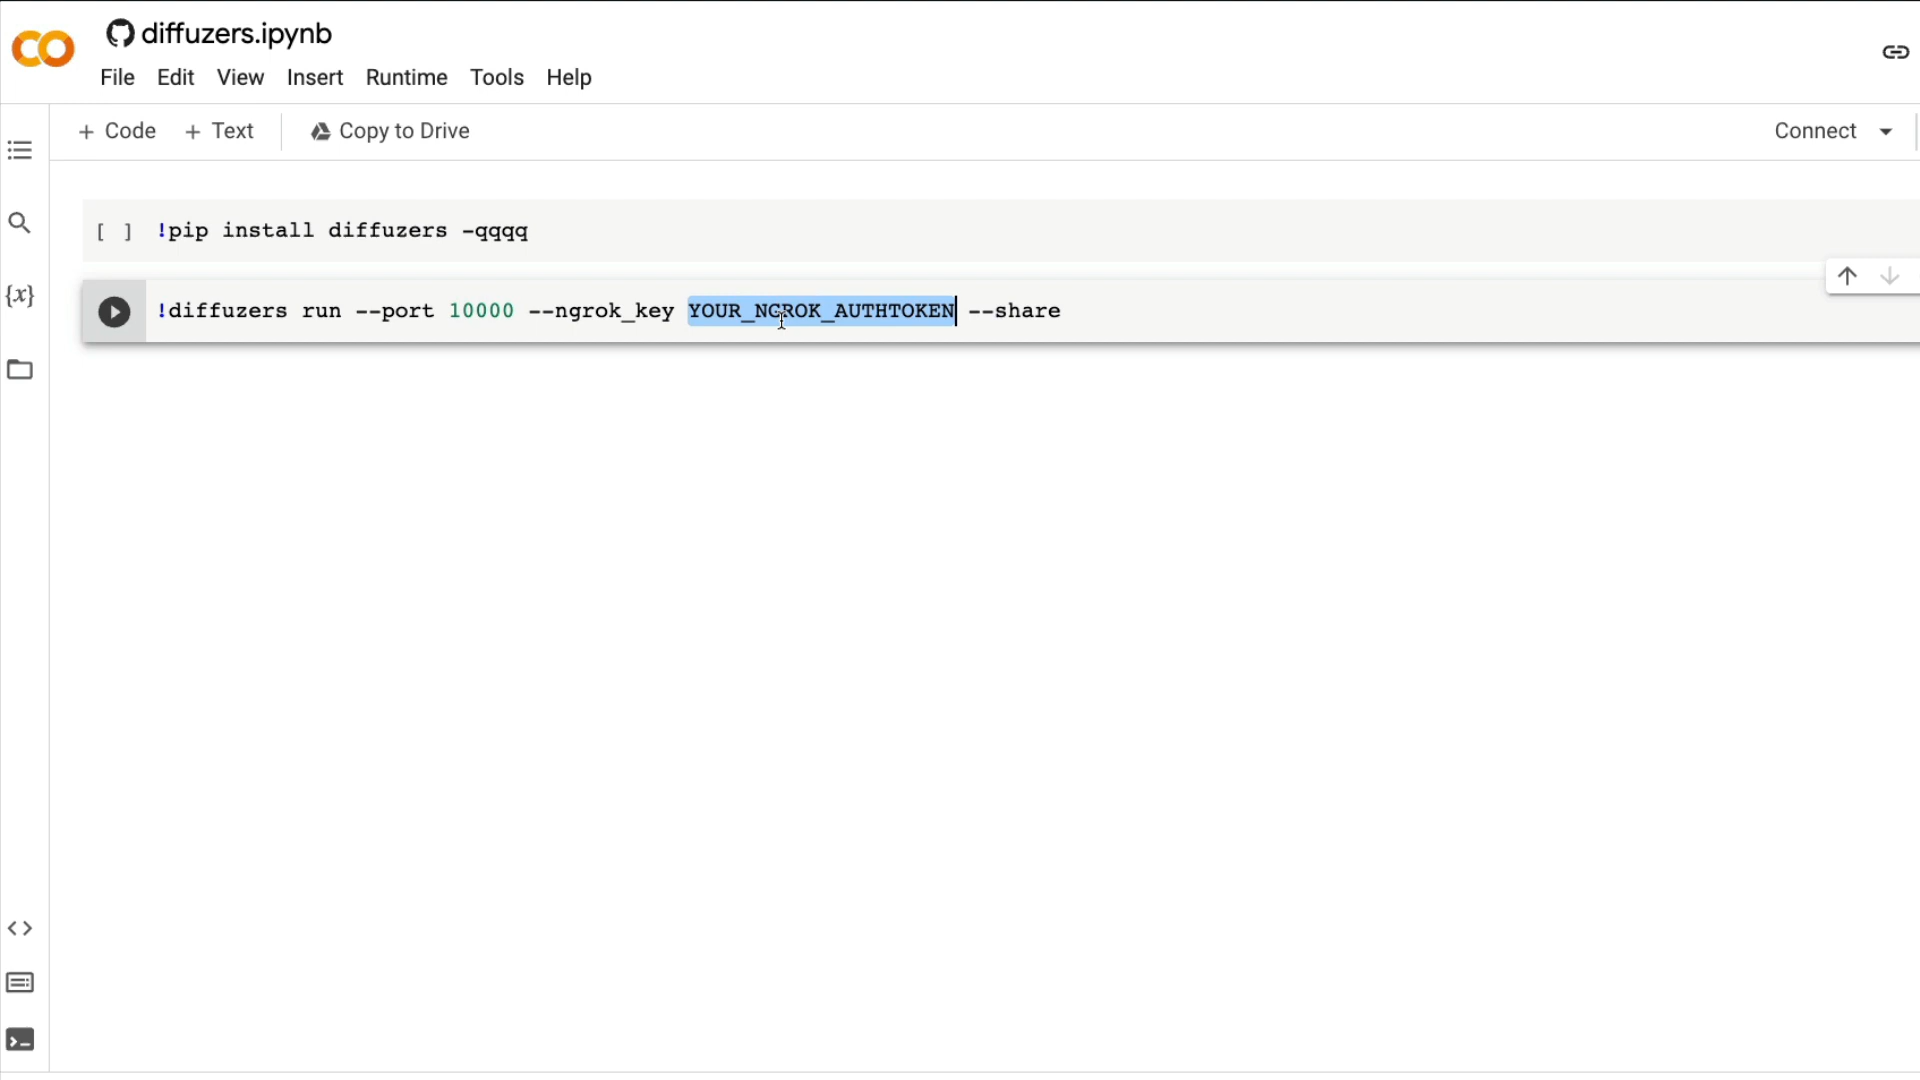 diffuzers.ipynb
File Edit View Insert Runtime Tools Help
+ Code + Text Copy to Drive Connect
[ ] !pip install diffuzers -qqqq
{x}
!diffuzers run --port 10000 --ngrok_key YOUR_NGROK_AUTHTOKEN --share